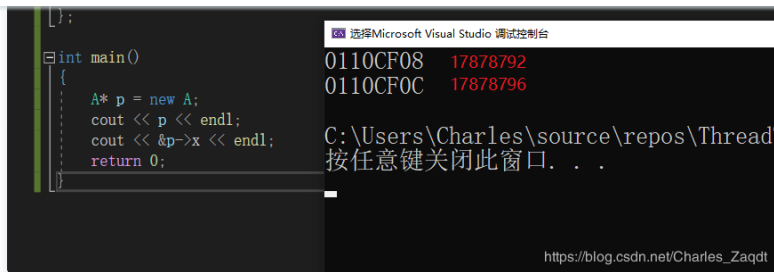 };
int main()
{
A* p = new A;
cout << p << endl;
cout << &p->x << endl;
return 0;
}
选择Microsoft Visual Studio 调试控制台
0110CF08 17878792
0110CF0C 17878796
C:\Users\Charles\source\repos\Thread
按任意键关闭此窗口. . .
https://blog.csdn.net/Charles_Zaqdt